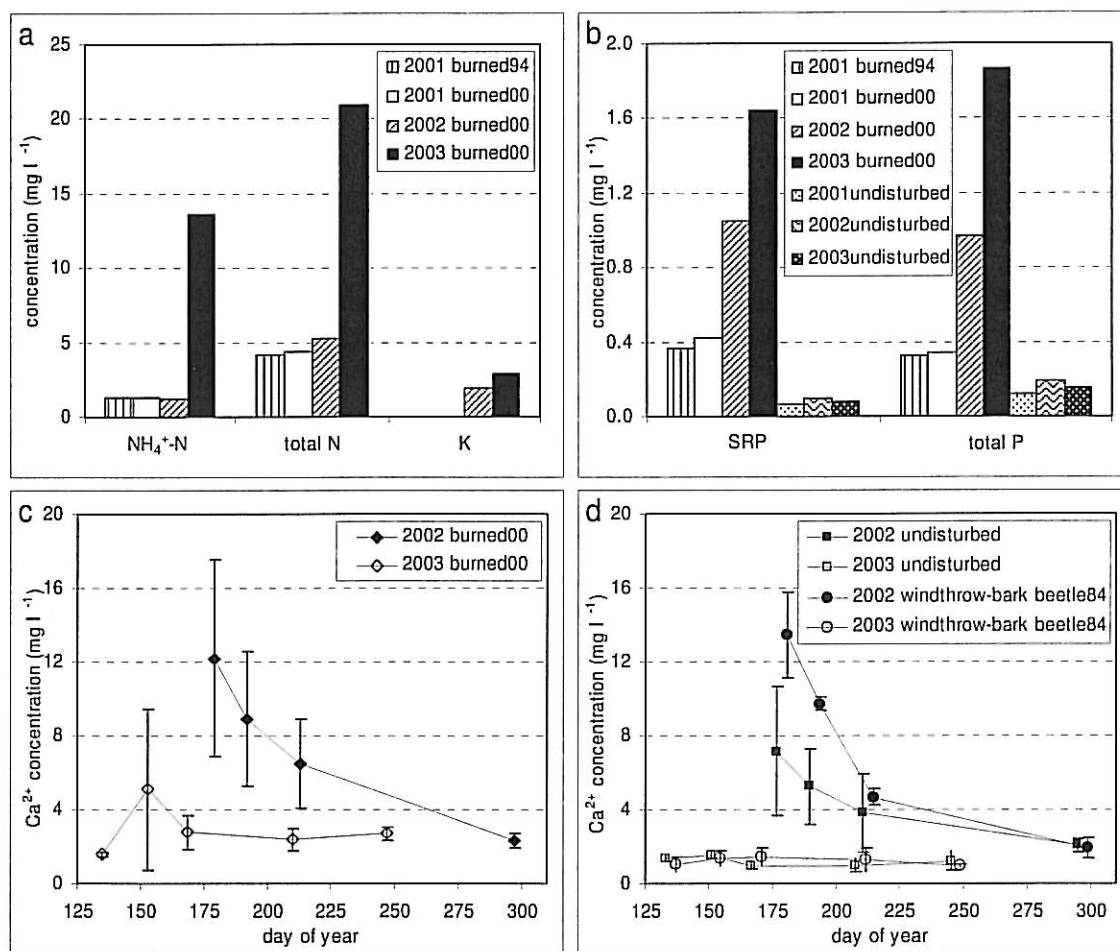 a
25
20
15
10
5
0
concentration (mg l⁻¹)
2001 burned94
2001 burned00
2002 burned00
2003 burned00
NH₄⁺-N total N K
b
2.0
1.6
1.2
0.8
0.4
0.0
concentration (mg l⁻¹)
2001 burned94
2001 burned00
2002 burned00
2003 burned00
2001undisturbed
2002undisturbed
2003undisturbed
SRP total P
c
20
16
12
8
4
0
Ca²⁺ concentration (mg l⁻¹)
2002 burned00
2003 burned00
125 150 175 200 225 250 275 300
day of year
d
20
16
12
8
4
0
Ca²⁺ concentration (mg l⁻¹)
2002 undisturbed
2003 undisturbed
2002 windthrow-bark beetle84
2003 windthrow-bark beetle84
125 150 175 200 225 250 275 300
day of year